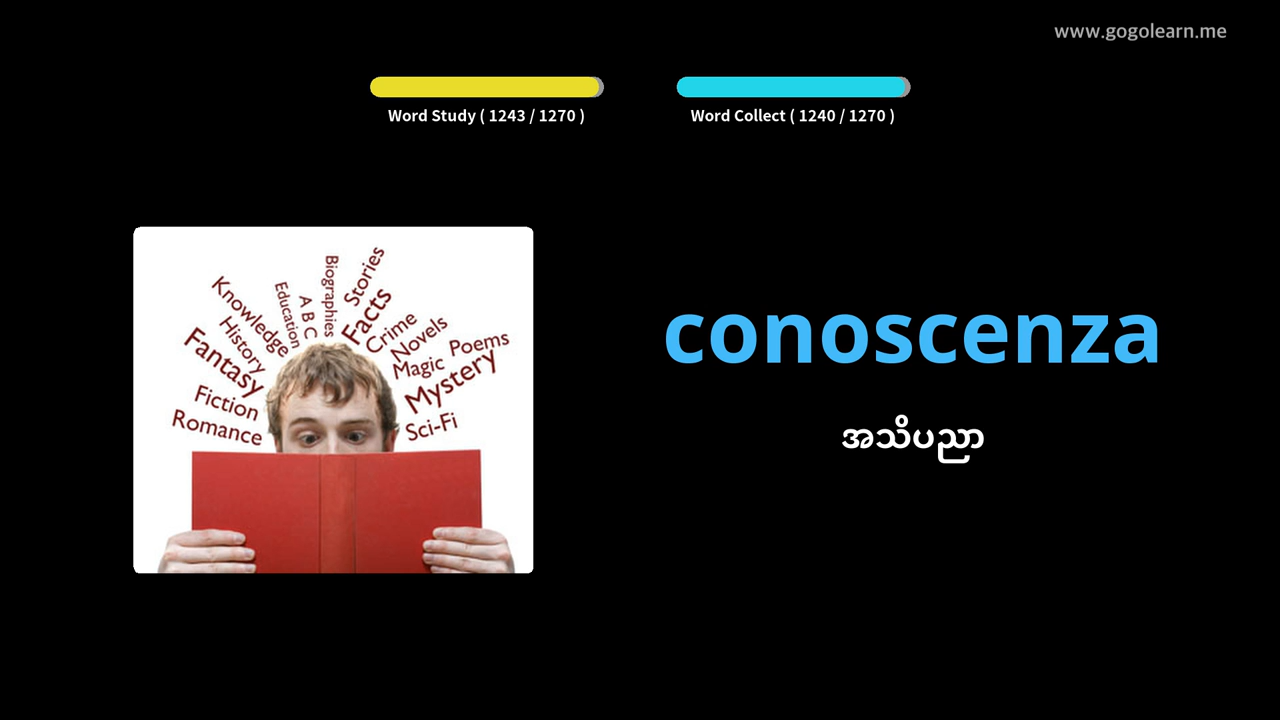 www.gogolearn.me
Word Study ( 1243 / 1270 )
Word Collect ( 1240 / 1270 )
Knowledge
History
Fantasy
Fiction
Romance
Education
A B C
Biographies
Stories
Facts
Crime
Novels
Magic
Poems
Mystery
Sci-Fi
conoscenza
အသိပညာ